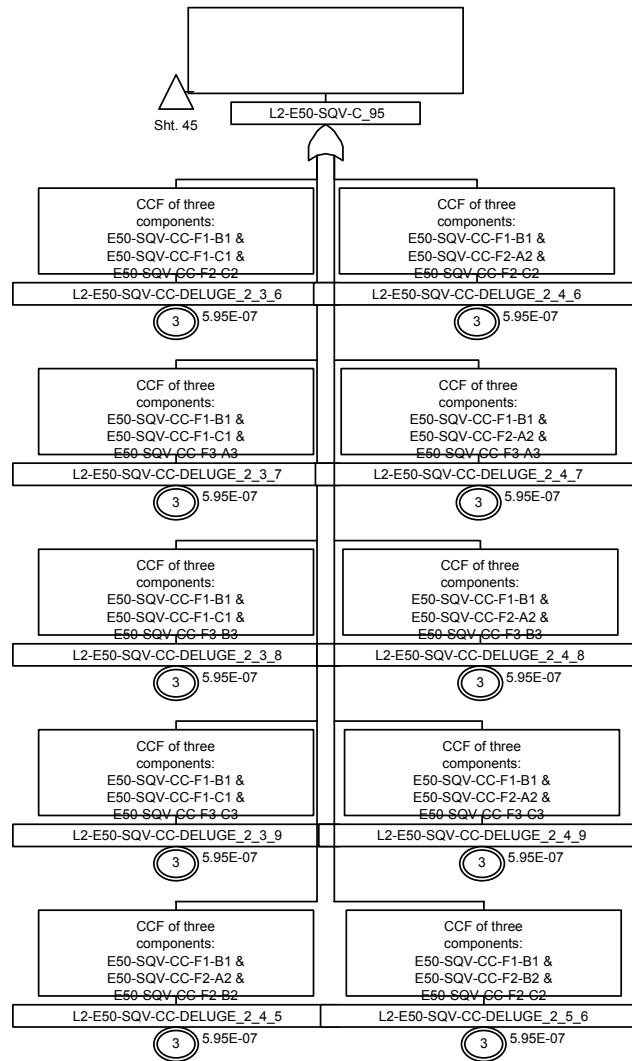 Sht. 45
L2-E50-SQV-C_95
CCF of three
components:
E50-SQV-CC-F1-B1 &
E50-SQV-CC-F1-C1 &
E50-SQV-CC-F2-C2
L2-E50-SQV-CC-DELUGE_2_3_6
3
5.95E-07
CCF of three
components:
E50-SQV-CC-F1-B1 &
E50-SQV-CC-F2-A2 &
E50-SQV-CC-F2-C2
L2-E50-SQV-CC-DELUGE_2_4_6
3
5.95E-07
CCF of three
components:
E50-SQV-CC-F1-B1 &
E50-SQV-CC-F1-C1 &
E50-SQV-CC-F3-A3
L2-E50-SQV-CC-DELUGE_2_3_7
3
5.95E-07
CCF of three
components:
E50-SQV-CC-F1-B1 &
E50-SQV-CC-F2-A2 &
E50-SQV-CC-F3-A3
L2-E50-SQV-CC-DELUGE_2_4_7
3
5.95E-07
CCF of three
components:
E50-SQV-CC-F1-B1 &
E50-SQV-CC-F1-C1 &
E50-SQV-CC-F3-B3
L2-E50-SQV-CC-DELUGE_2_3_8
3
5.95E-07
CCF of three
components:
E50-SQV-CC-F1-B1 &
E50-SQV-CC-F2-A2 &
E50-SQV-CC-F3-B3
L2-E50-SQV-CC-DELUGE_2_4_8
3
5.95E-07
CCF of three
components:
E50-SQV-CC-F1-B1 &
E50-SQV-CC-F1-C1 &
E50-SQV-CC-F3-C3
L2-E50-SQV-CC-DELUGE_2_3_9
3
5.95E-07
CCF of three
components:
E50-SQV-CC-F1-B1 &
E50-SQV-CC-F2-A2 &
E50-SQV-CC-F3-C3
L2-E50-SQV-CC-DELUGE_2_4_9
3
5.95E-07
CCF of three
components:
E50-SQV-CC-F1-B1 &
E50-SQV-CC-F2-A2 &
E50-SQV-CC-F2-B2
L2-E50-SQV-CC-DELUGE_2_4_5
3
5.95E-07
CCF of three
components:
E50-SQV-CC-F1-B1 &
E50-SQV-CC-F2-B2 &
E50-SQV-CC-F2-C2
L2-E50-SQV-CC-DELUGE_2_5_6
3
5.95E-07